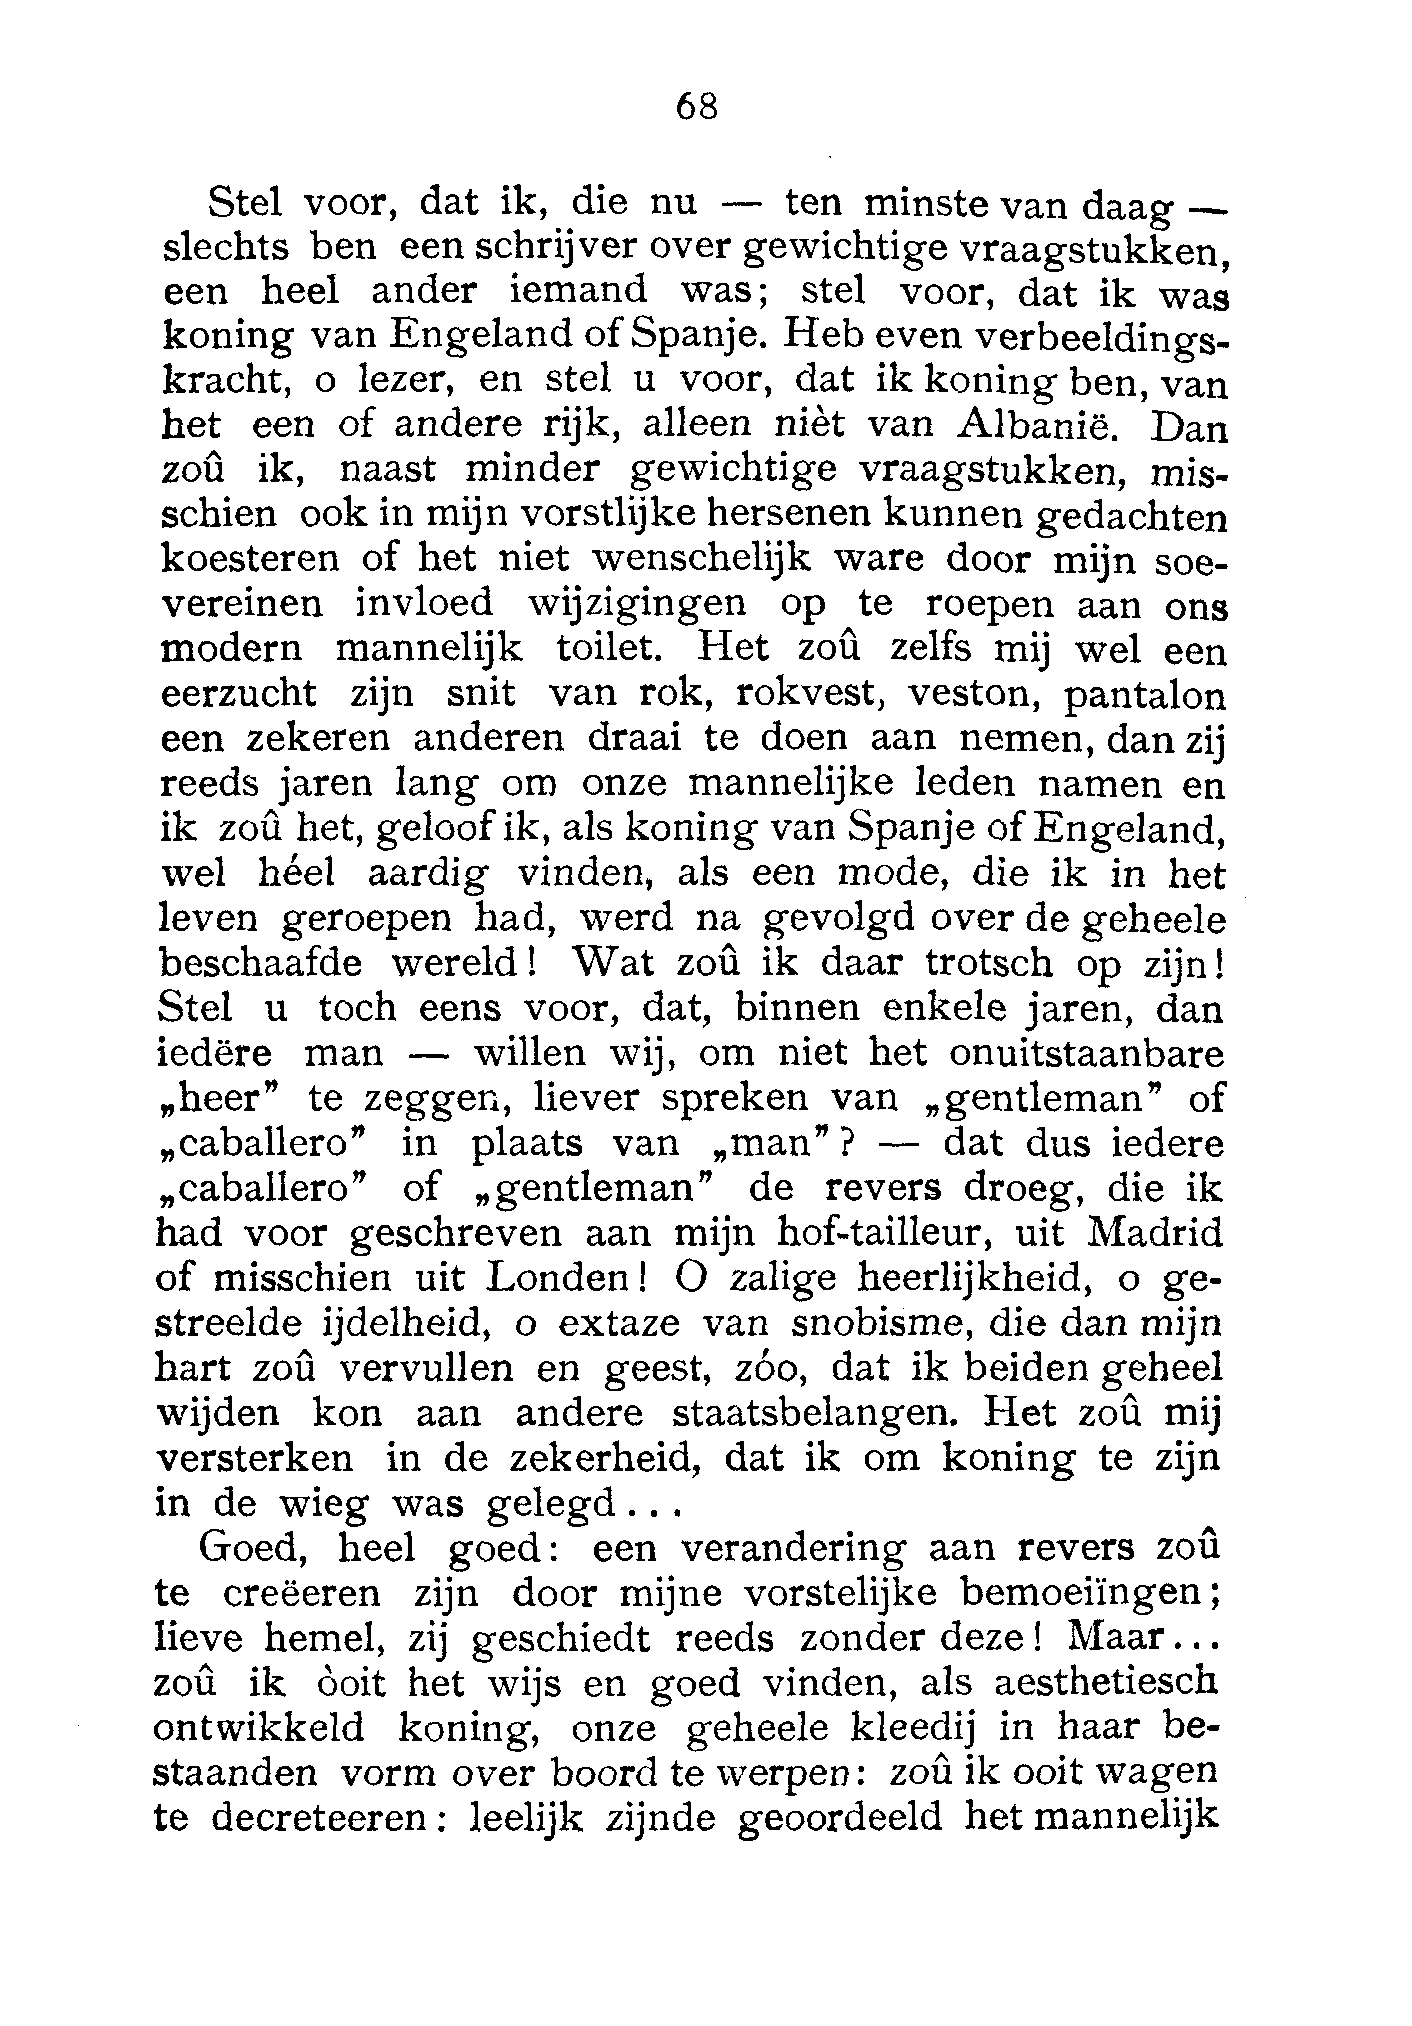 68
Stel voor, dat ik, die nu — ten minste van daag —
slechts ben een schrijver over gewichtige vraagstukken,
een heel ander iemand was; stel voor, dat ik was
koning van Engeland of Spanje. Heb even verbeeldings-
kracht, o lezer, en stel u voor, dat ik koning ben, van
het een of andere rijk, alleen nièt van Albanië. Dan
zoû ik, naast minder gewichtige vraagstukken, mis-
schien ook in mijn vorstlijke hersenen kunnen gedachten
koesteren of het niet wenschelijk ware door mijn soe-
vereinen invloed wijzigingen op te roepen aan ons
modern mannelijk toilet. Het zoû zelfs mij wel een
eerzucht zijn snit van rok, rokvest, veston, pantalon
een zekeren anderen draai te doen aan nemen, dan zij
reeds jaren lang om onze mannelijke leden namen en
ik zoû het, geloof ik, als koning van Spanje of Engeland,
wel héel aardig vinden, als een mode, die ik in het
leven geroepen had, werd na gevolgd over de geheele
beschaafde wereld! Wat zoû ik daar trotsch op zijn!
Stel u toch eens voor, dat, binnen enkele jaren, dan
iedëre man — willen wij, om niet het onuitstaanbare
„heer” te zeggen, liever spreken van „gentleman” of
„caballero” in plaats van „man”? — dat dus iedere
„caballero” of „gentleman” de revers droeg, die ik
had voor geschreven aan mijn hof-tailleur, uit Madrid
of misschien uit Londen! O zalige heerlijkheid, o ge-
streelde ijdelheid, o extaze van snobisme, die dan mijn
hart zoû vervullen en geest, zóo, dat ik beiden geheel
wijden kon aan andere staatsbelangen. Het zoû mij
versterken in de zekerheid, dat ik om koning te zijn
in de wieg was gelegd...
Goed, heel goed: een verandering aan revers zoû
te creëeren zijn door mijne vorstelijke bemoeiïngen;
lieve hemel, zij geschiedt reeds zonder deze! Maar...
zoû ik òoit het wijs en goed vinden, als aesthetiesch
ontwikkeld koning, onze geheele kleedij in haar be-
staanden vorm over boord te werpen: zoû ik ooit wagen
te decreteeren: leelijk zijnde geoordeeld het mannelijk